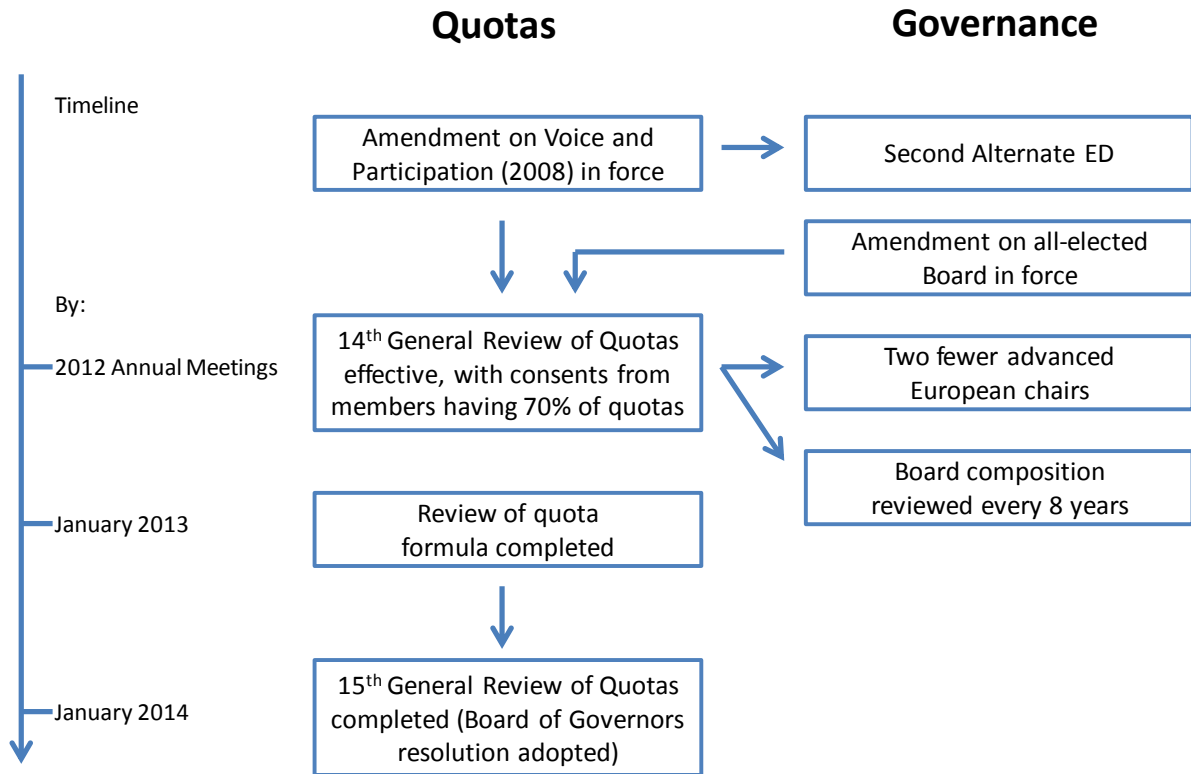 Quotas
Governance
Timeline
Amendment on Voice and
Participation (2008) in force
Second Alternate ED
Amendment on all-elected
Board in force
By:
2012 Annual Meetings
14th General Review of Quotas
effective, with consents from
members having 70% of quotas
Two fewer advanced
European chairs
Board composition
reviewed every 8 years
January 2013
Review of quota
formula completed
January 2014
15th General Review of Quotas
completed (Board of Governors
resolution adopted)